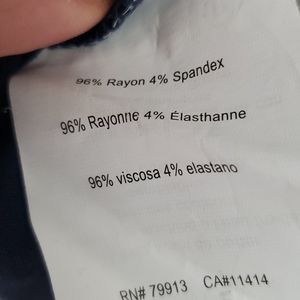 96% Rayon 4% Spandex
96% Rayonne 4% Élasthanne
96% viscosa 4% elastano
RN# 79913 CA#11414